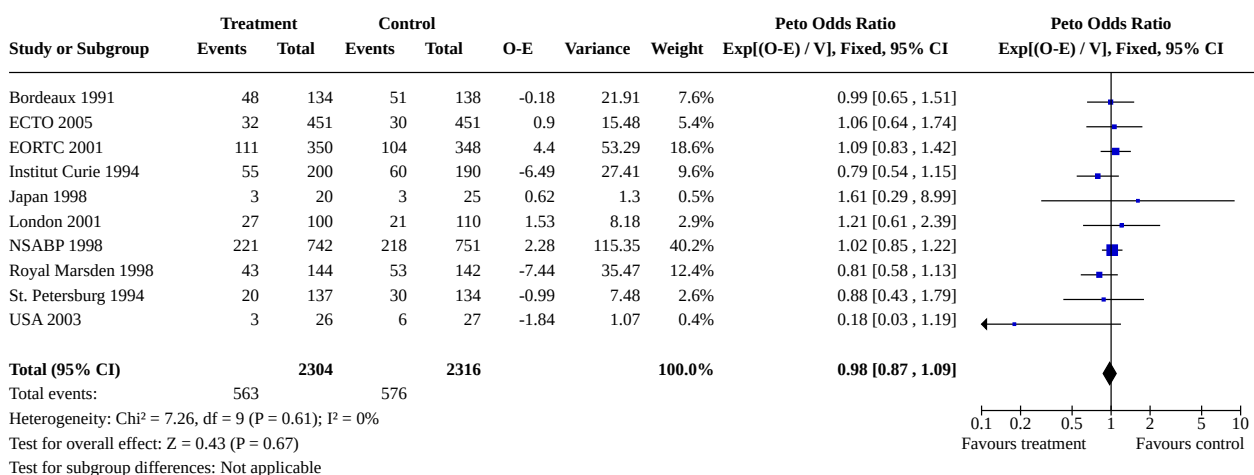 Treatment Control Peto Odds Ratio Peto Odds Ratio
Study or Subgroup Events Total Events Total O-E Variance Weight Exp[(O-E) / V], Fixed, 95% CI Exp[(O-E) / V], Fixed, 95% CI
Bordeaux 1991 48 134 51 138 -0.18 21.91 7.6% 0.99 [0.65 , 1.51]
ECTO 2005 32 451 30 451 0.9 15.48 5.4% 1.06 [0.64 , 1.74]
EORTC 2001 111 350 104 348 4.4 53.29 18.6% 1.09 [0.83 , 1.42]
Institut Curie 1994 55 200 60 190 -6.49 27.41 9.6% 0.79 [0.54 , 1.15]
Japan 1998 3 20 3 25 0.62 1.3 0.5% 1.61 [0.29 , 8.99]
London 2001 27 100 21 110 1.53 8.18 2.9% 1.21 [0.61 , 2.39]
NSABP 1998 221 742 218 751 2.28 115.35 40.2% 1.02 [0.85 , 1.22]
Royal Marsden 1998 43 144 53 142 -7.44 35.47 12.4% 0.81 [0.58 , 1.13]
St. Petersburg 1994 20 137 30 134 -0.99 7.48 2.6% 0.88 [0.43 , 1.79]
USA 2003 3 26 6 27 -1.84 1.07 0.4% 0.18 [0.03 , 1.19]
Total (95% CI) 2304 2316 100.0% 0.98 [0.87 , 1.09]
Total events: 563 576
Heterogeneity: Chi² = 7.26, df = 9 (P = 0.61); I² = 0%
0.1 0.2 0.5 1 2 5 10
Test for overall effect: Z = 0.43 (P = 0.67)
Favours treatment Favours control
Test for subgroup differences: Not applicable